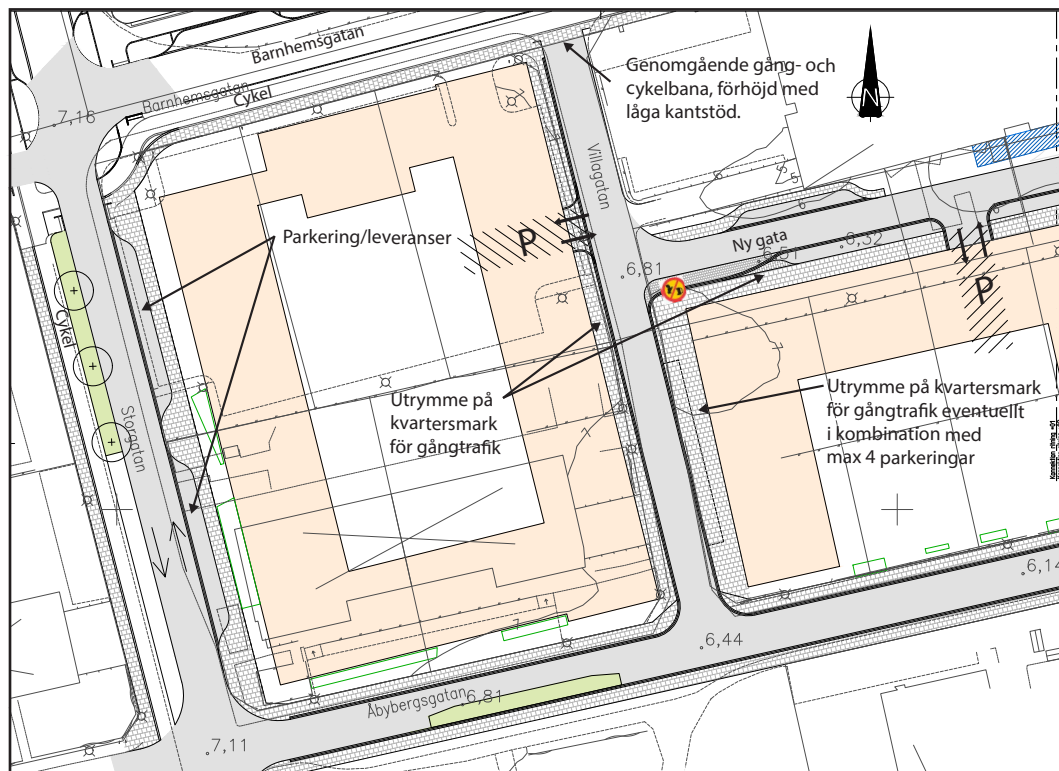 Barnhemsgatan
Barnhemsgatan
Cykel
7,16
Genomgående gång- och
cykelbana, förhöjd med
låga kantstöd.
N
Villagatan
Parkering/leveranser
P
Ny gata
6,51
6,32
6,81
P
Cykel
Storgatan
Utrymme på
kvartersmark
för gångtrafik
Utrymme på kvartersmark
för gångtrafik eventuellt
i kombination med
max 4 parkeringar
6,14
6,44
Åbybergsgatan
6,81
7,11